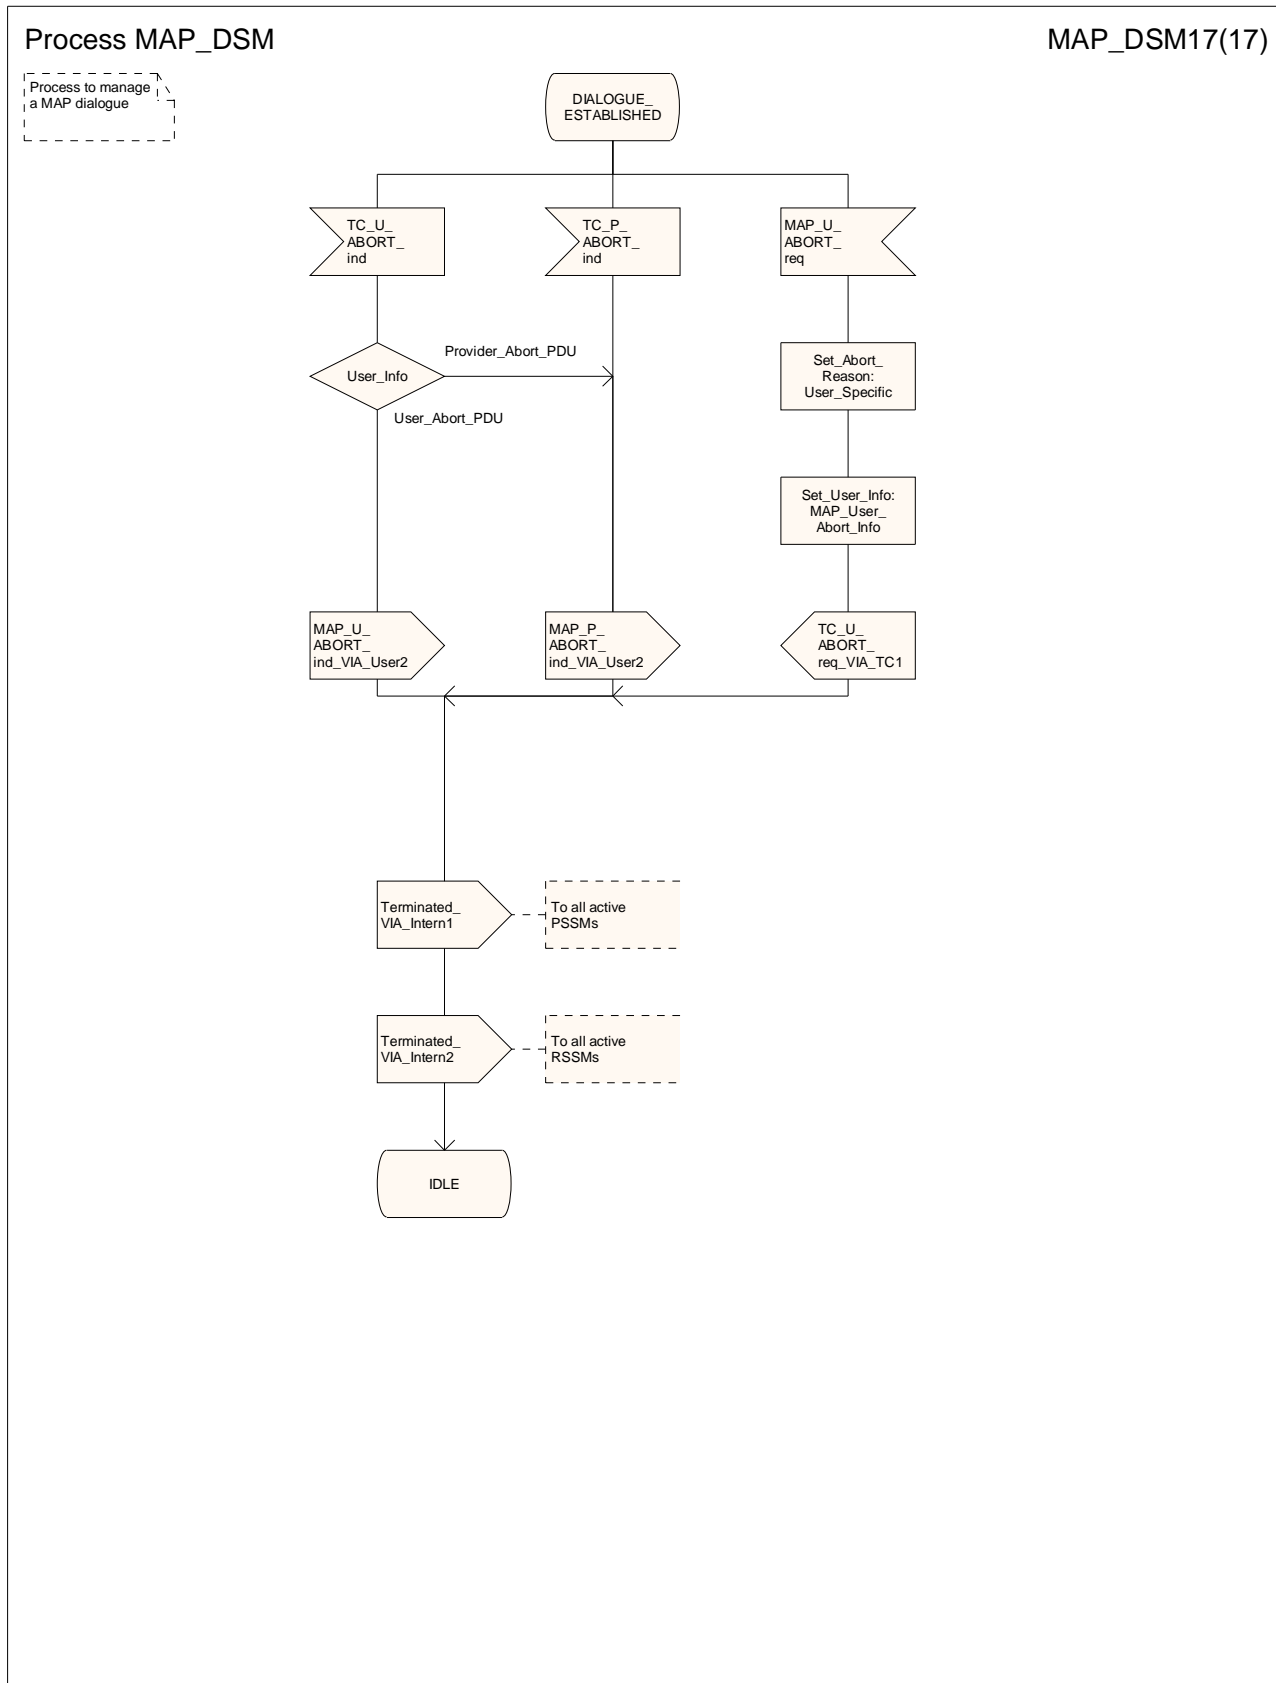 Process MAP_DSM
MAP_DSM17(17)
Process to manage
a MAP dialogue
DIALOGUE_
ESTABLISHED
TC_U_
ABORT_
ind
TC_P_
ABORT_
ind
MAP_U_
ABORT_
req
User_Info
Provider_Abort_PDU
User_Abort_PDU
Set_Abort_
Reason:
User_Specific
Set_User_Info:
MAP_User_
Abort_Info
MAP_U_
ABORT_
ind_VIA_User2
MAP_P_
ABORT_
ind_VIA_User2
TC_U_
ABORT_
req_VIA_TC1
Terminated_
VIA_Intern1
To all active
PSSMs
Terminated_
VIA_Intern2
To all active
RSSMs
IDLE